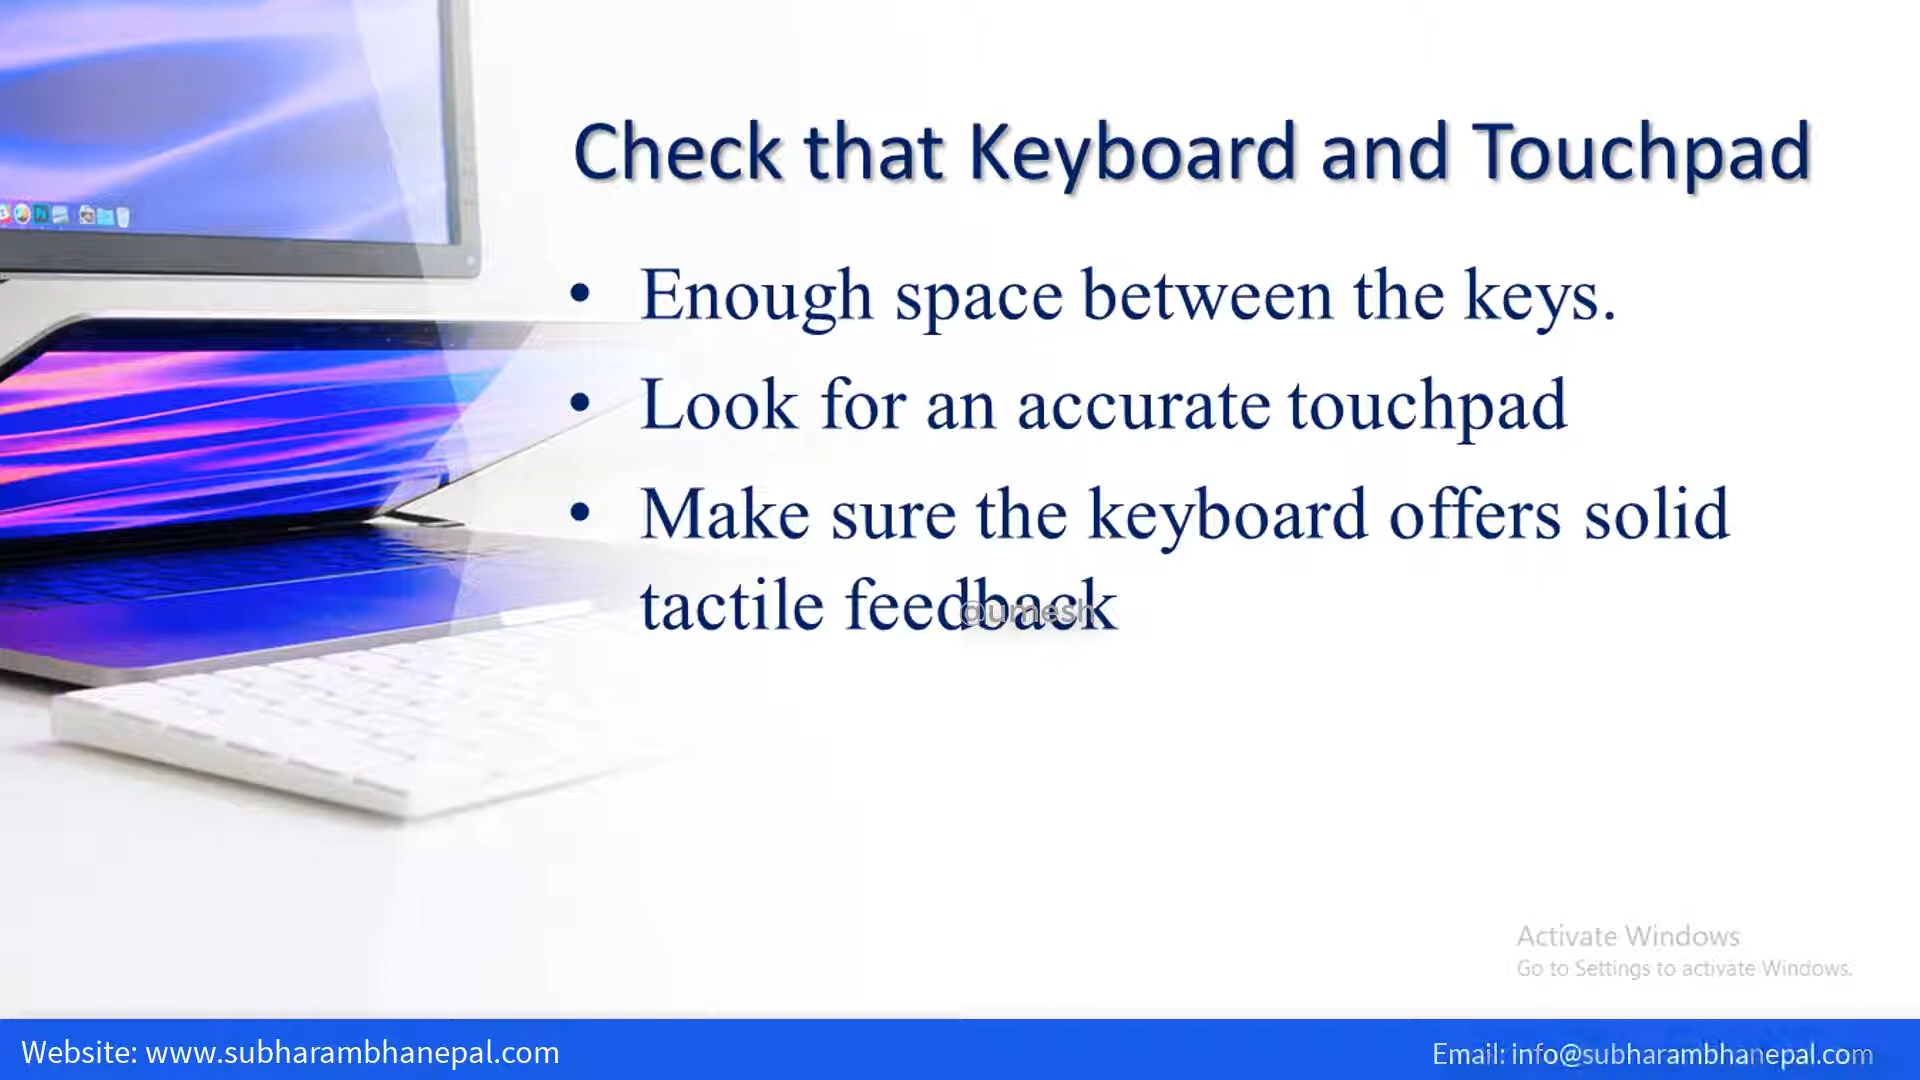 Check that Keyboard and Touchpad
• Enough space between the keys.
• Look for an accurate touchpad
• Make sure the keyboard offers solid
tactile feedback
@umesh
Activate Windows
Go to Settings to activate Windows.
Website: www.subharambhanepal.com
Email: info@subharambhanepal.com